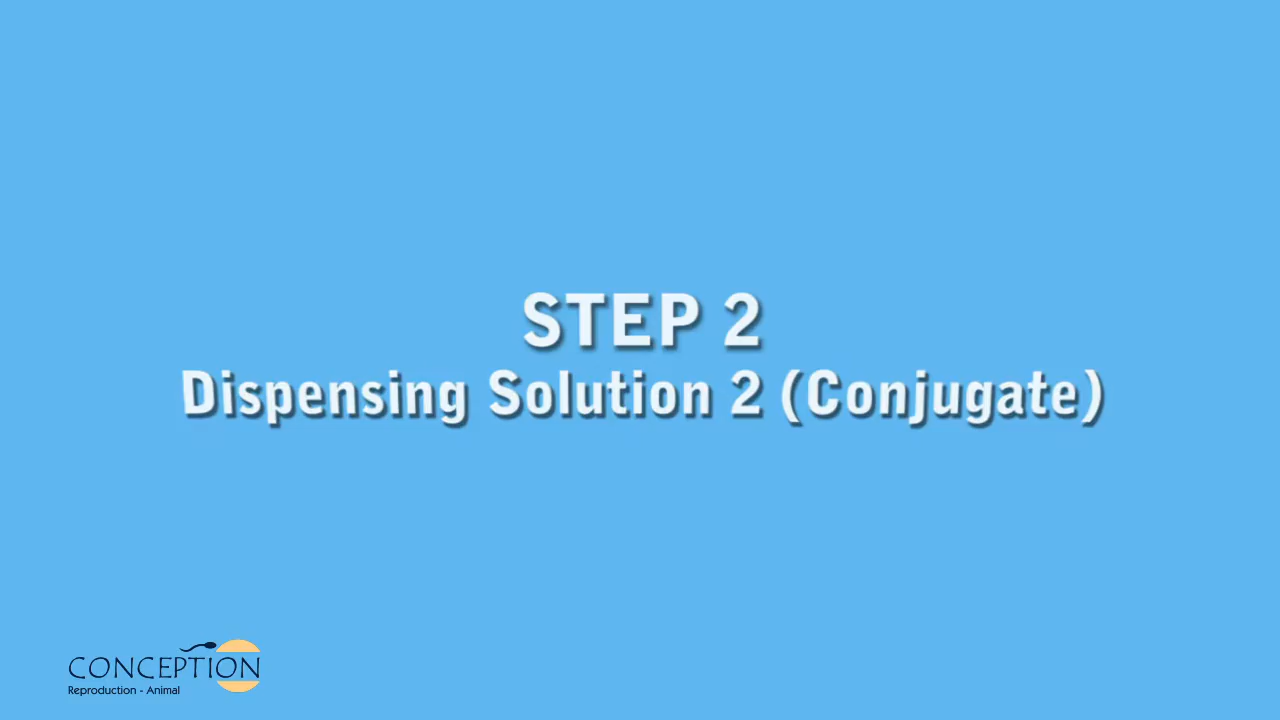 STEP 2
Dispensing Solution 2 (Conjugate)
CONCEPTION
Reproduction - Animal